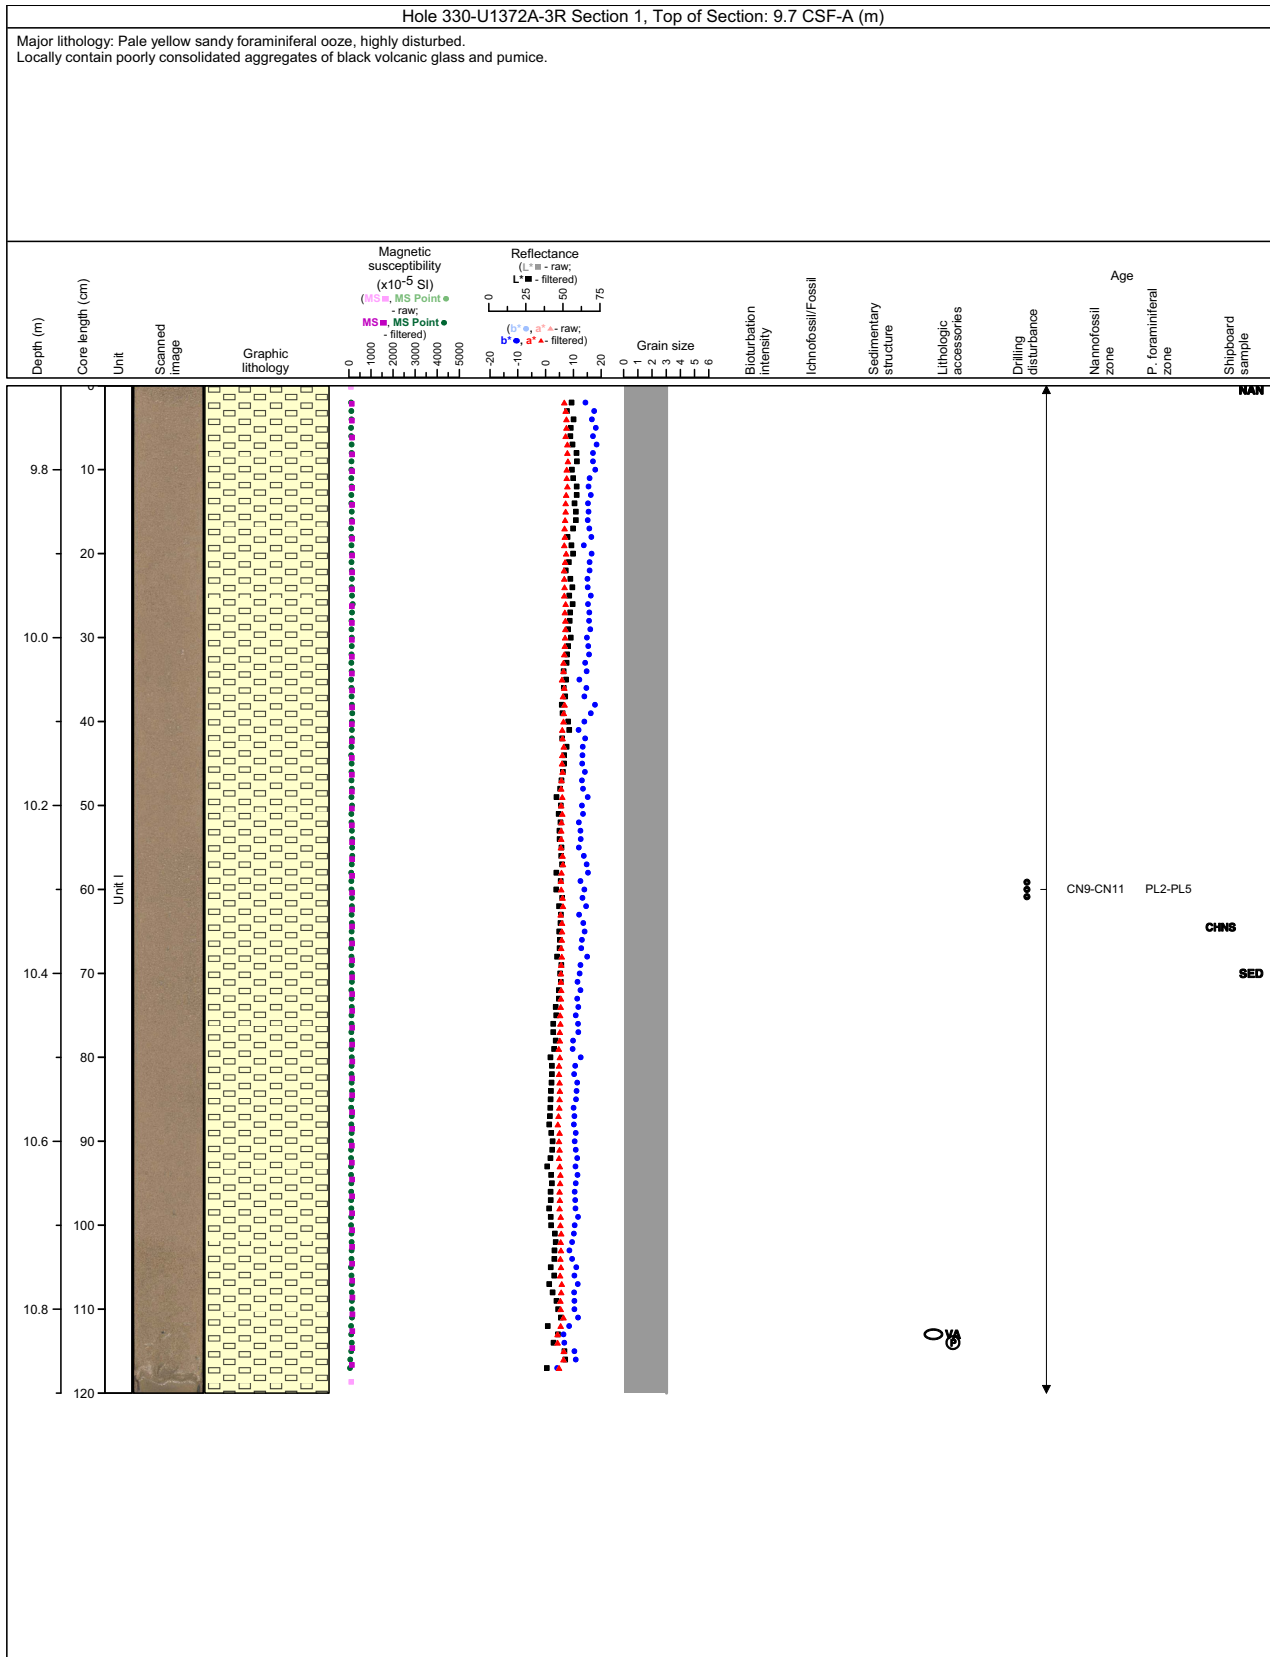 Hole 330-U1372A-3R Section 1, Top of Section: 9.7 CSF-A (m)
Major lithology: Pale yellow sandy foraminiferal ooze, highly disturbed.
Locally contain poorly consolidated aggregates of black volcanic glass and pumice.
Depth (m)
Core length (cm)
Unit
Scanned
image
Graphic
lithology
Magnetic
susceptibility
(x10-5 SI)
(MS, MS Point
- raw;
MS, MS Point
- filtered)
0 1000 2000 3000 4000 5000
Reflectance
(L* - raw;
L* - filtered)
0 25 50 75
(b*, a* - raw;
b*, a* - filtered)
-20 -10 0 10 20
Grain size
0 1 2 3 4 5 6
Bioturbation
intensity
Ichnofossil/Fossil
Sedimentary
structure
Lithologic
accessories
Drilling
disturbance
Age
Nannofossil
zone
P. foraminiferal
zone
Shipboard
sample
0
NAN
9.8 10
20
10.0 30
40
10.2 50
Unit I
60
CN9-CN11 PL2-PL5
CHNS
10.4 70
SED
80
10.6 90
100
10.8 110
VA
P
120